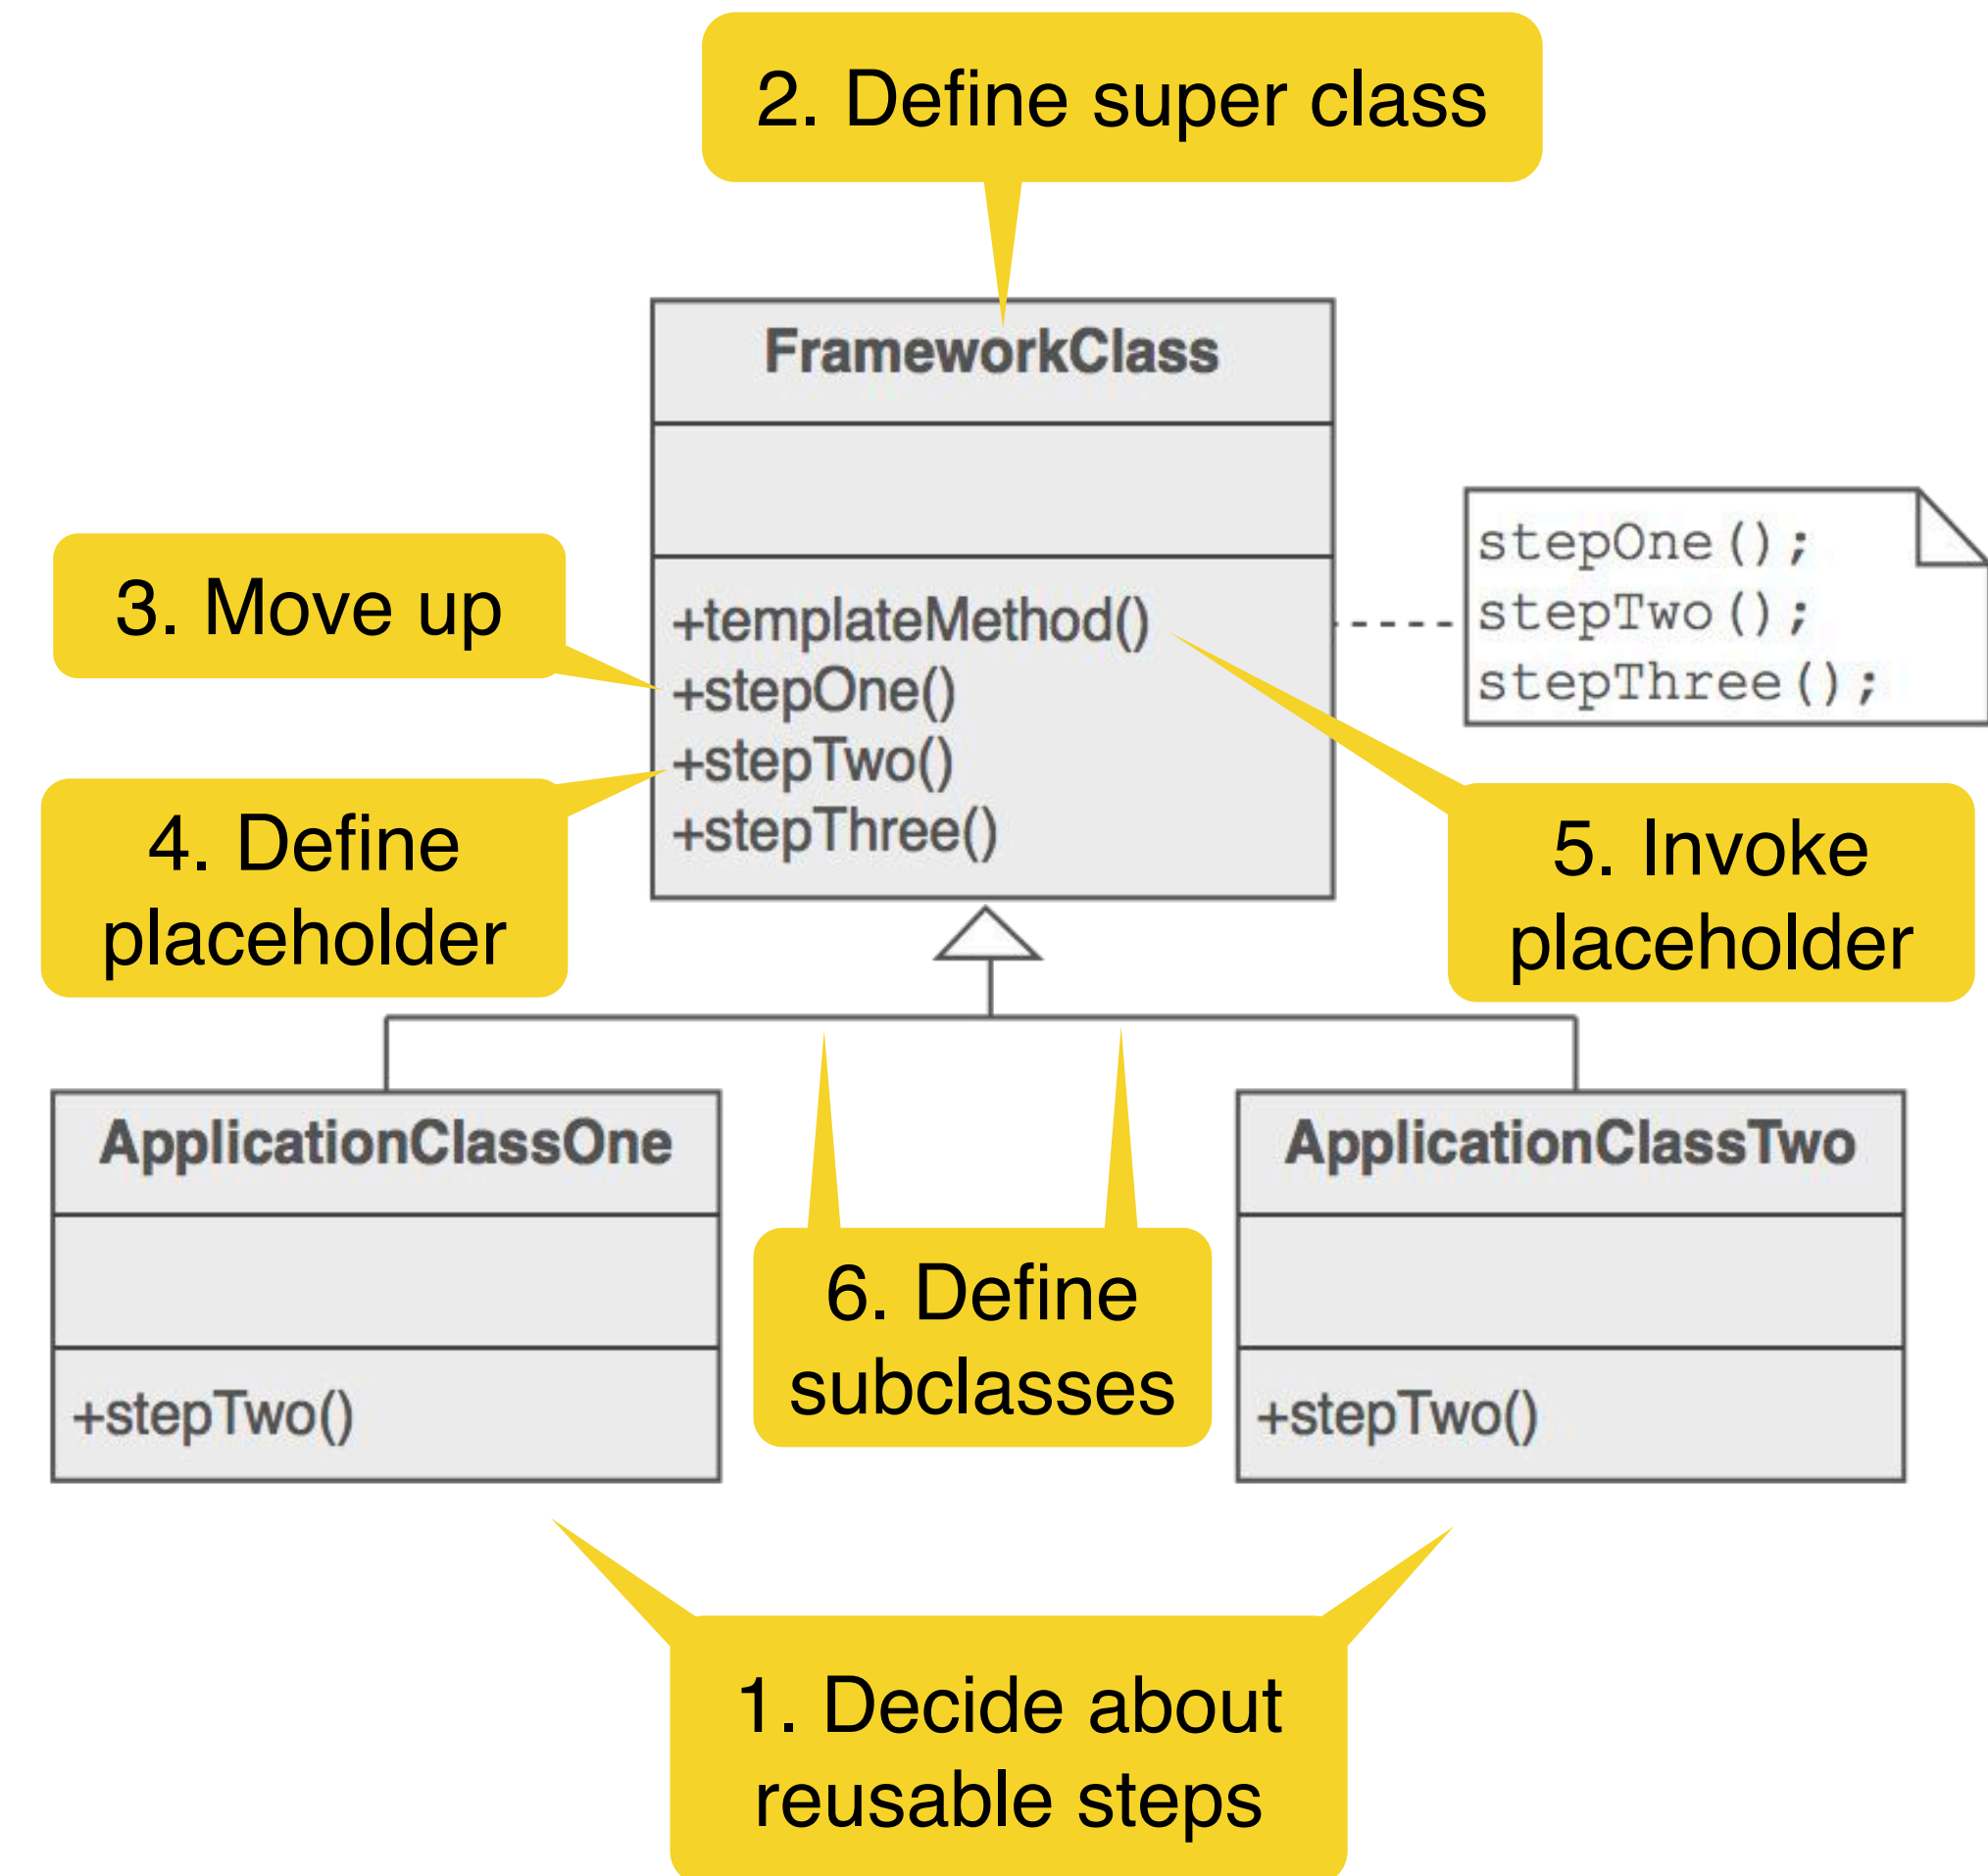 2. Define super class
FrameworkClass
3. Move up
+templateMethod()
+stepOne()
+stepTwo()
+stepThree()
stepOne();
stepTwo();
stepThree();
4. Define
placeholder
5. Invoke
placeholder
ApplicationClassOne
+stepTwo()
6. Define
subclasses
ApplicationClassTwo
+stepTwo()
1. Decide about
reusable steps